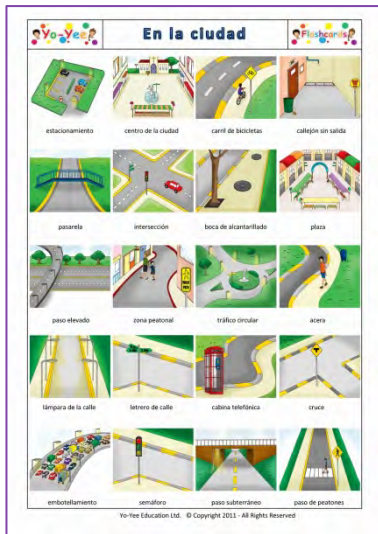 Yo-Yee
En la ciudad
Flashcards
estacionamiento
centro de la ciudad
carril de bicicletas
callejón sin salida
pasarela
intersección
boca de alcantarillado
plaza
paso elevado
zona peatonal
tráfico circular
acera
lámpara de la calle
letrero de calle
cabina telefónica
cruce
embotellamiento
semáforo
paso subterráneo
paso de peatones
Yo-Yee Education Ltd. © Copyright 2011 - All Rights Reserved